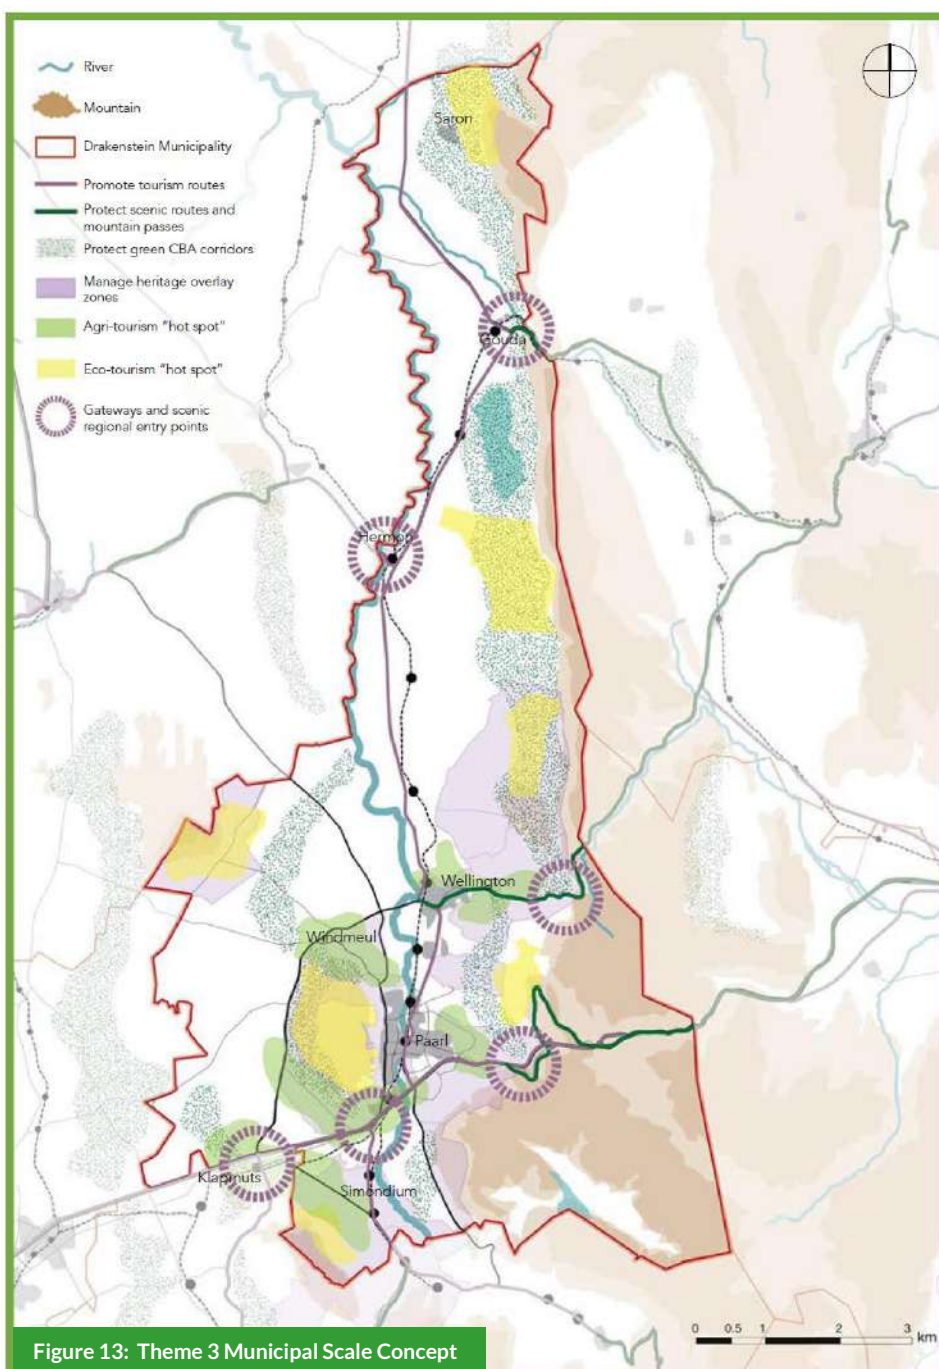 River
Mountain
Drakenstein Municipality
Promote tourism routes
Protect scenic routes and
mountain passes
Protect green CBA corridors
Manage heritage overlay
zones
Agri-tourism "hot spot"
Eco-tourism "hot spot"
Gateways and scenic
regional entry points
Saron
Gouda
Hermon
Wellington
Windmeul
Paarl
Klapmuts
Simondium
0 0.5 1 2 3
km
Figure 13: Theme 3 Municipal Scale Concept